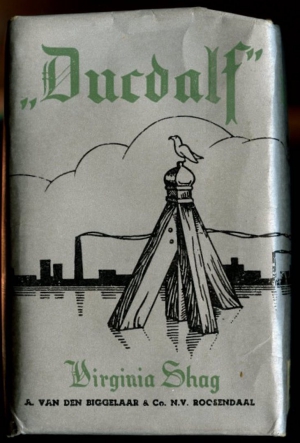 „Ducdalf”
Virginia Shag
A. VAN DEN BIGGELAAR & Co. N.V. ROOSENDAAL